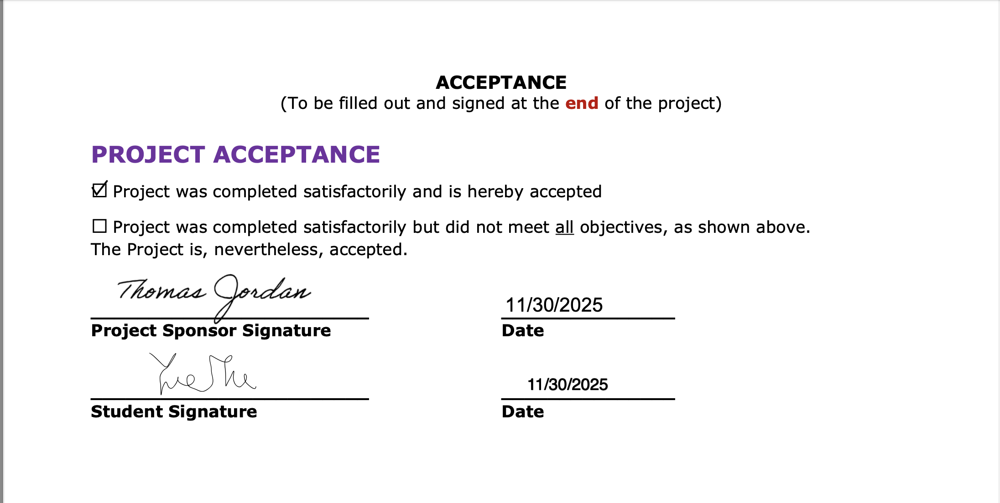 ACCEPTANCE
(To be filled out and signed at the end of the project)
PROJECT ACCEPTANCE
☑ Project was completed satisfactorily and is hereby accepted
☐ Project was completed satisfactorily but did not meet all objectives, as shown above.
The Project is, nevertheless, accepted.
Thomas Jordan
11/30/2025
Project Sponsor Signature
Date
11/30/2025
Student Signature
Date